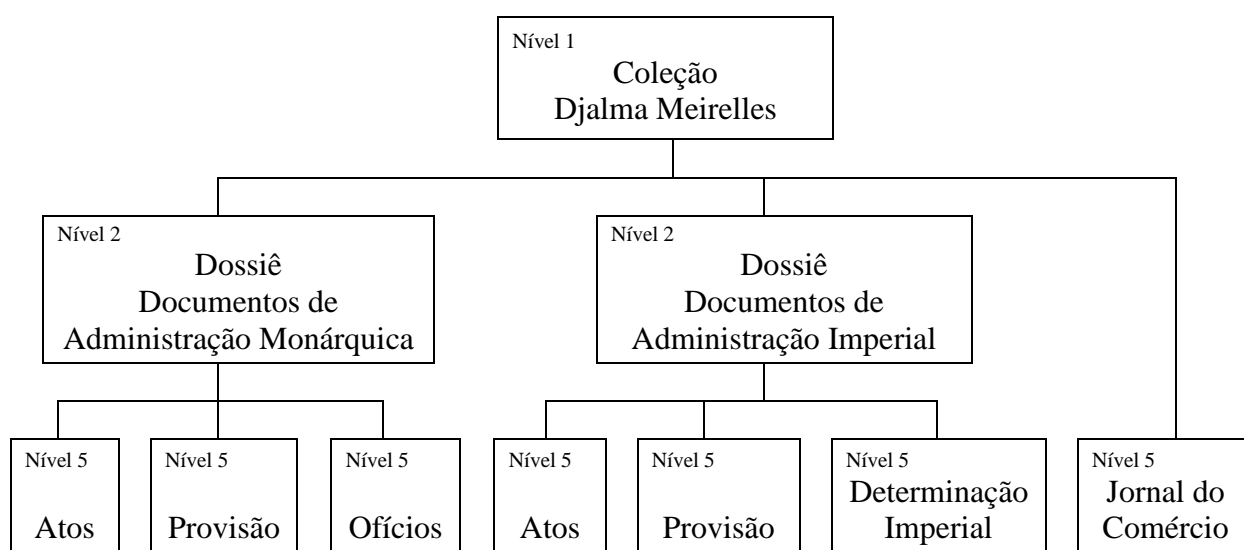 Nível 1
Coleção
Djalma Meirelles
Nível 2
Dossiê
Documentos de
Administração Monárquica
Nível 2
Dossiê
Documentos de
Administração Imperial
Nível 5
Atos
Nível 5
Provisão
Nível 5
Ofícios
Nível 5
Atos
Nível 5
Provisão
Nível 5
Determinação
Imperial
Nível 5
Jornal do
Comércio